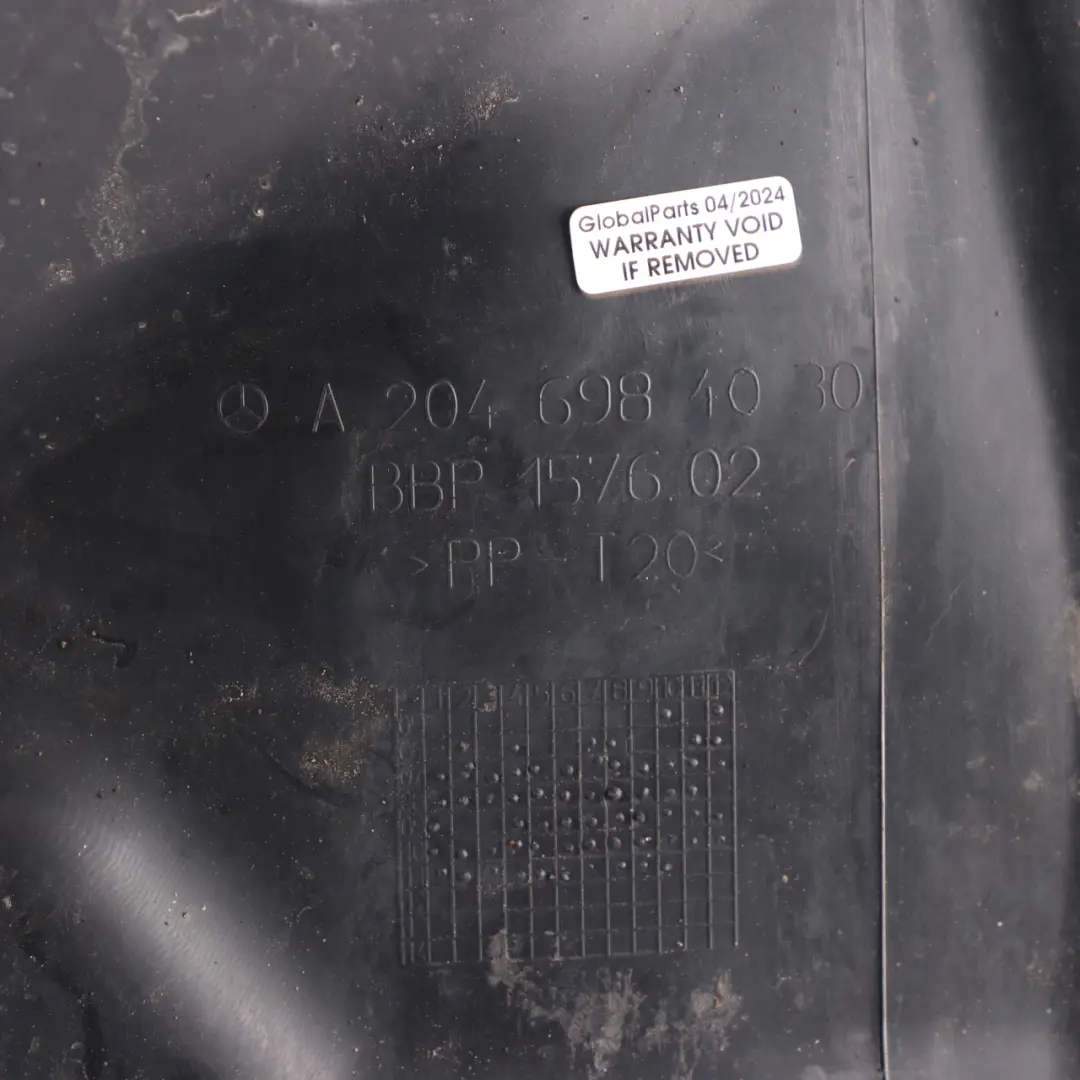 GlobalParts 04/2024
WARRANTY VOID
IF REMOVED
A 204 698 40 30
BBP 1576.02
>PP-T20<